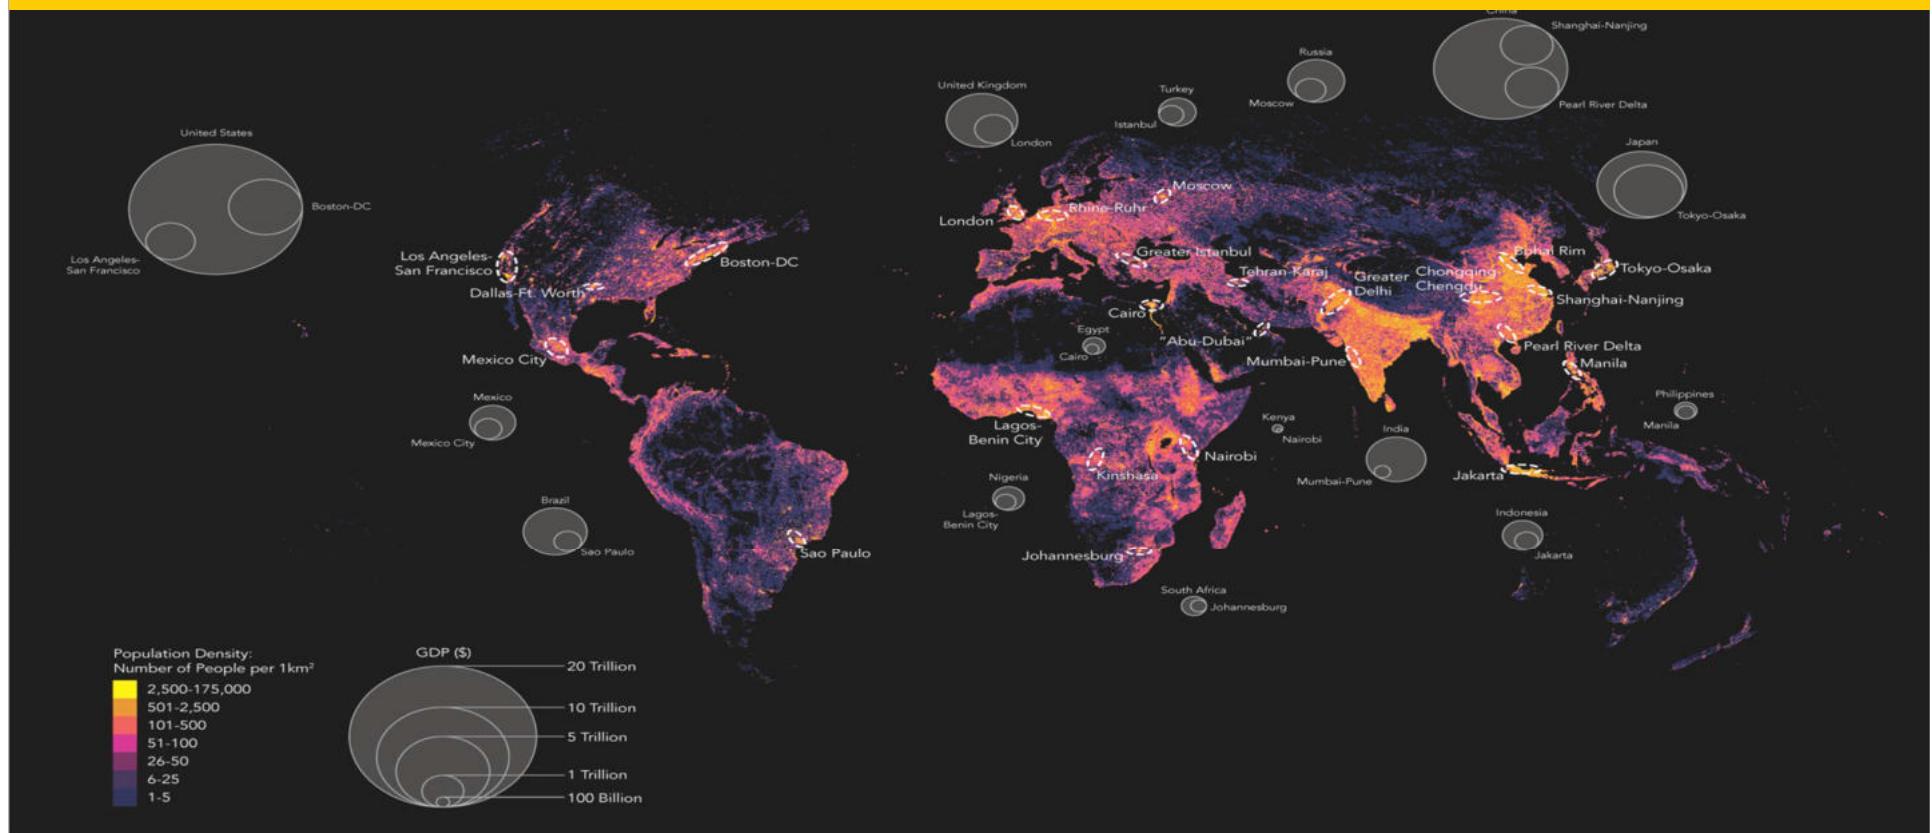 China
Shanghai-Nanjing
Pearl River Delta
Russia
Moscow
United Kingdom
London
Turkey
Istanbul
Japan
Tokyo-Osaka
United States
Boston-DC
Los Angeles-
San Francisco
Los Angeles-
San Francisco
Boston-DC
Dallas-Ft. Worth
Mexico City
Mexico
Mexico City
Brazil
Sao Paulo
Sao Paulo
London
Rhine-Ruhr
Moscow
Greater Istanbul
Tehran-Karaj
Greater
Delhi
Chongqing-
Chengdu
Bohai Rim
Tokyo-Osaka
Shanghai-Nanjing
Pearl River Delta
Manila
Cairo
Egypt
Cairo
"Abu-Dubai"
Mumbai-Pune
Lagos-
Benin City
Kinshasa
Nairobi
Kenya
Nairobi
India
Mumbai-Pune
Philippines
Manila
Jakarta
Nigeria
Lagos-
Benin City
Indonesia
Jakarta
Johannesburg
South Africa
Johannesburg
Population Density:
Number of People per 1km²
2,500-175,000
501-2,500
101-500
51-100
26-50
6-25
1-5
GDP ($)
20 Trillion
10 Trillion
5 Trillion
1 Trillion
100 Billion